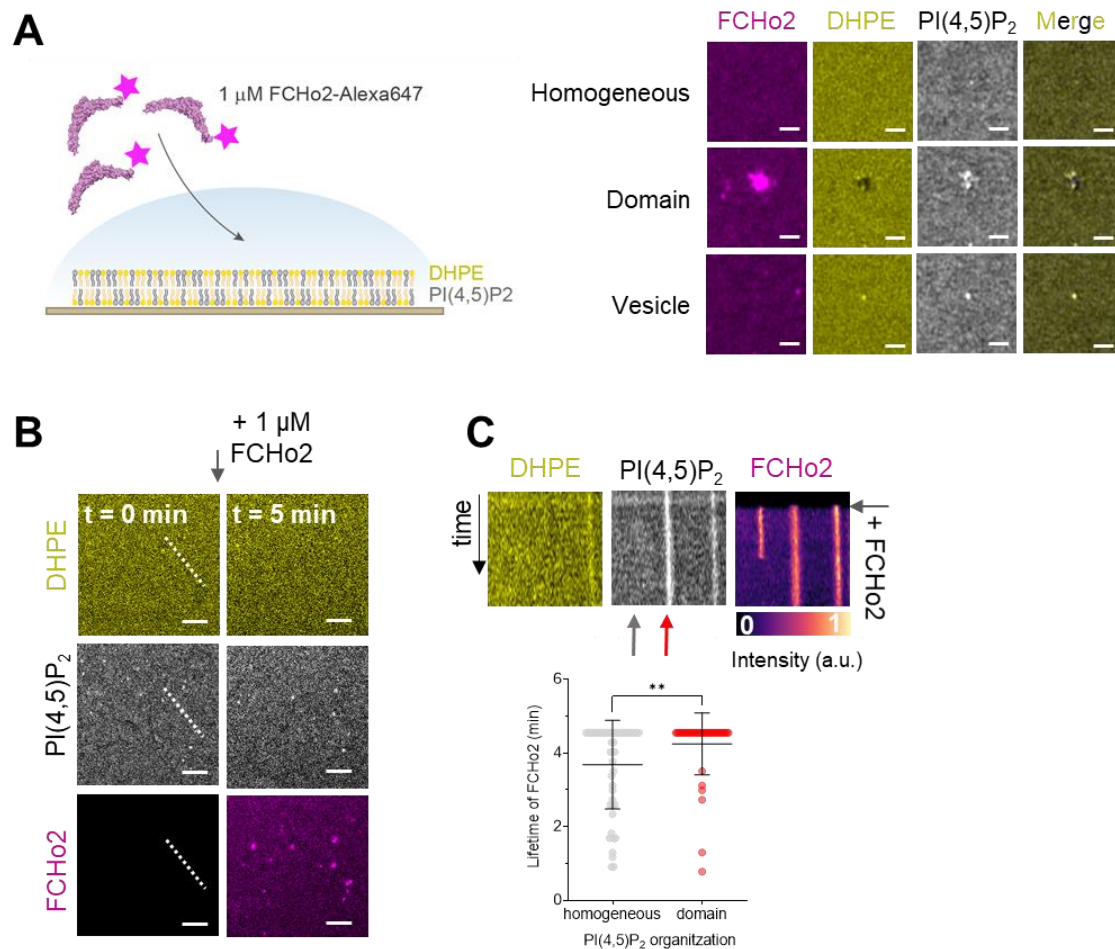 A
1 μM FCHo2-Alexa647
DHPE
PI(4,5)P2
FCHo2 DHPE PI(4,5)P₂ Merge
Homogeneous
Domain
Vesicle
B
+ 1 μM
FCHo2
t = 0 min t = 5 min
DHPE
PI(4,5)P₂
FCHo2
C
DHPE PI(4,5)P₂ FCHo2
time
+ FCHo2
0 1
Intensity (a.u.)
**
Lifetime of FCHo2 (min)
6
4
2
0
homogeneous domain
PI(4,5)P₂ organitzation